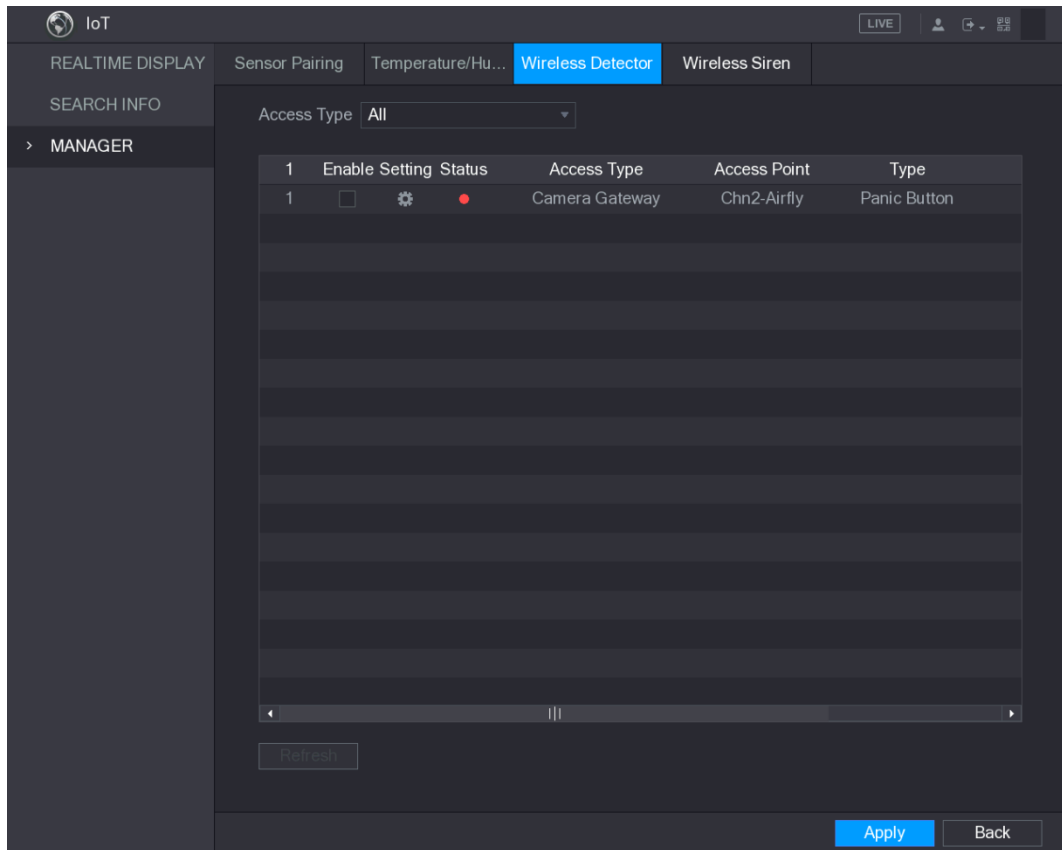 IoT LIVE
REALTIME DISPLAY
SEARCH INFO
MANAGER
Sensor Pairing Temperature/Hu... Wireless Detector Wireless Siren
Access Type All
1 Enable Setting Status Access Type Access Point Type
1 Camera Gateway Chn2-Airfly Panic Button
Refresh
Apply Back